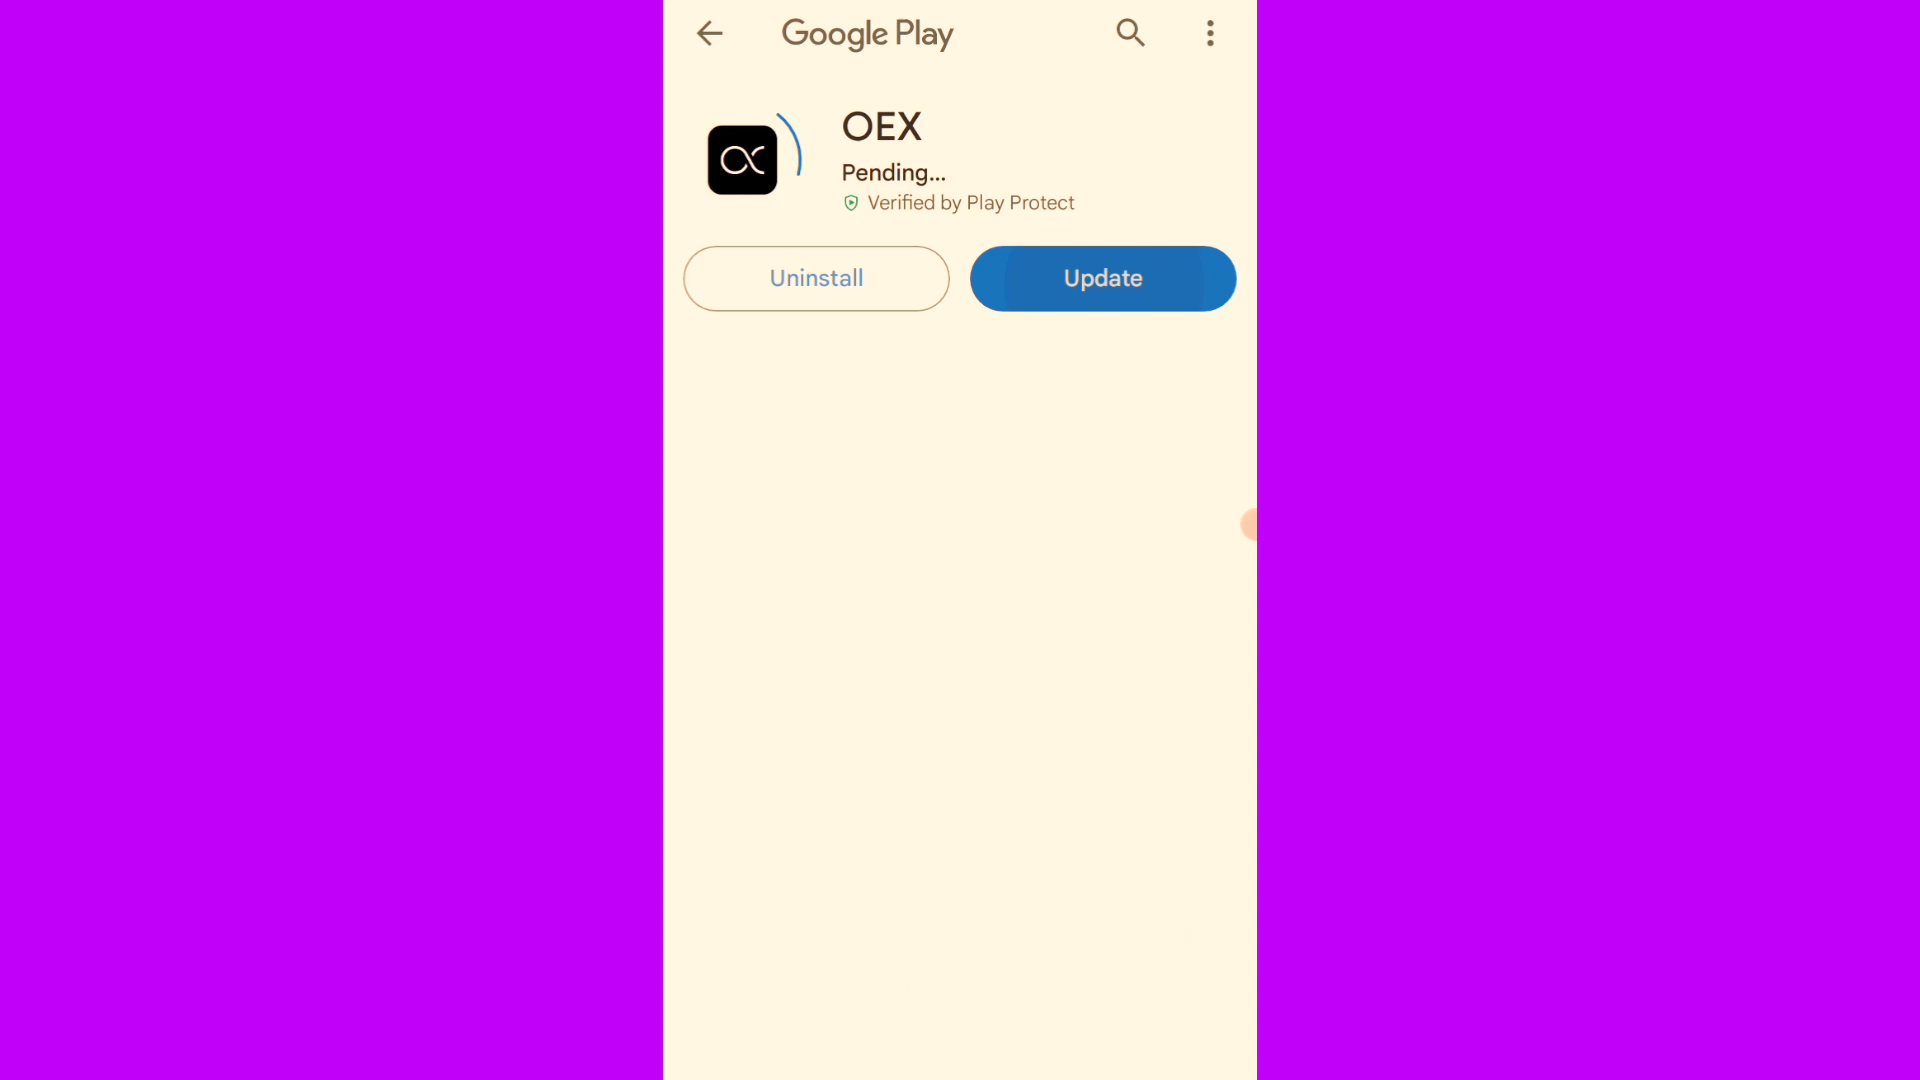 Google Play
OEX
Pending...
Verified by Play Protect
Uninstall
Update